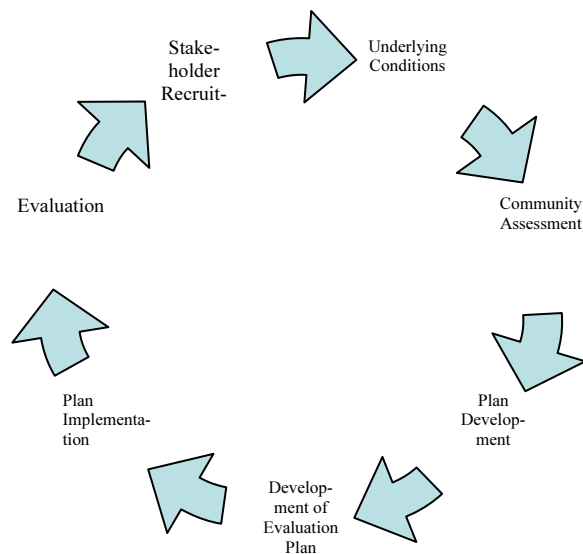 Stake-
holder
Recruit-
Underlying
Conditions
Community
Assessment
Plan
Develop-
ment
Develop-
ment of
Evaluation
Plan
Plan
Implementa-
tion
Evaluation